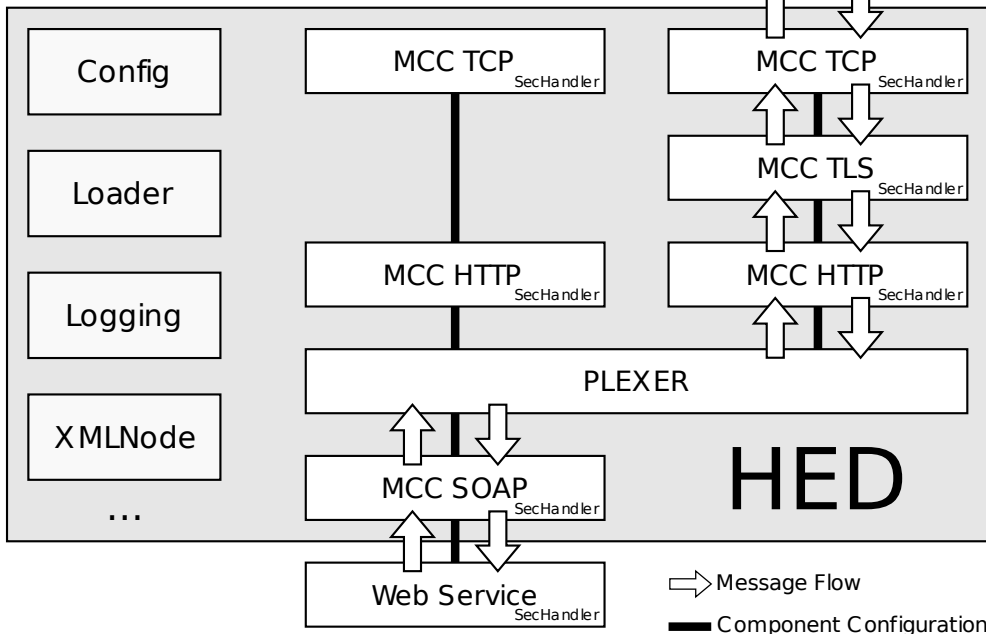 Config
Loader
Logging
XMLNode
...
MCC TCP
SecHandler
MCC HTTP
SecHandler
MCC TCP
SecHandler
MCC TLS
SecHandler
MCC HTTP
SecHandler
PLEXER
MCC SOAP
SecHandler
HED
Web Service
SecHandler
Message Flow
Component Configuration